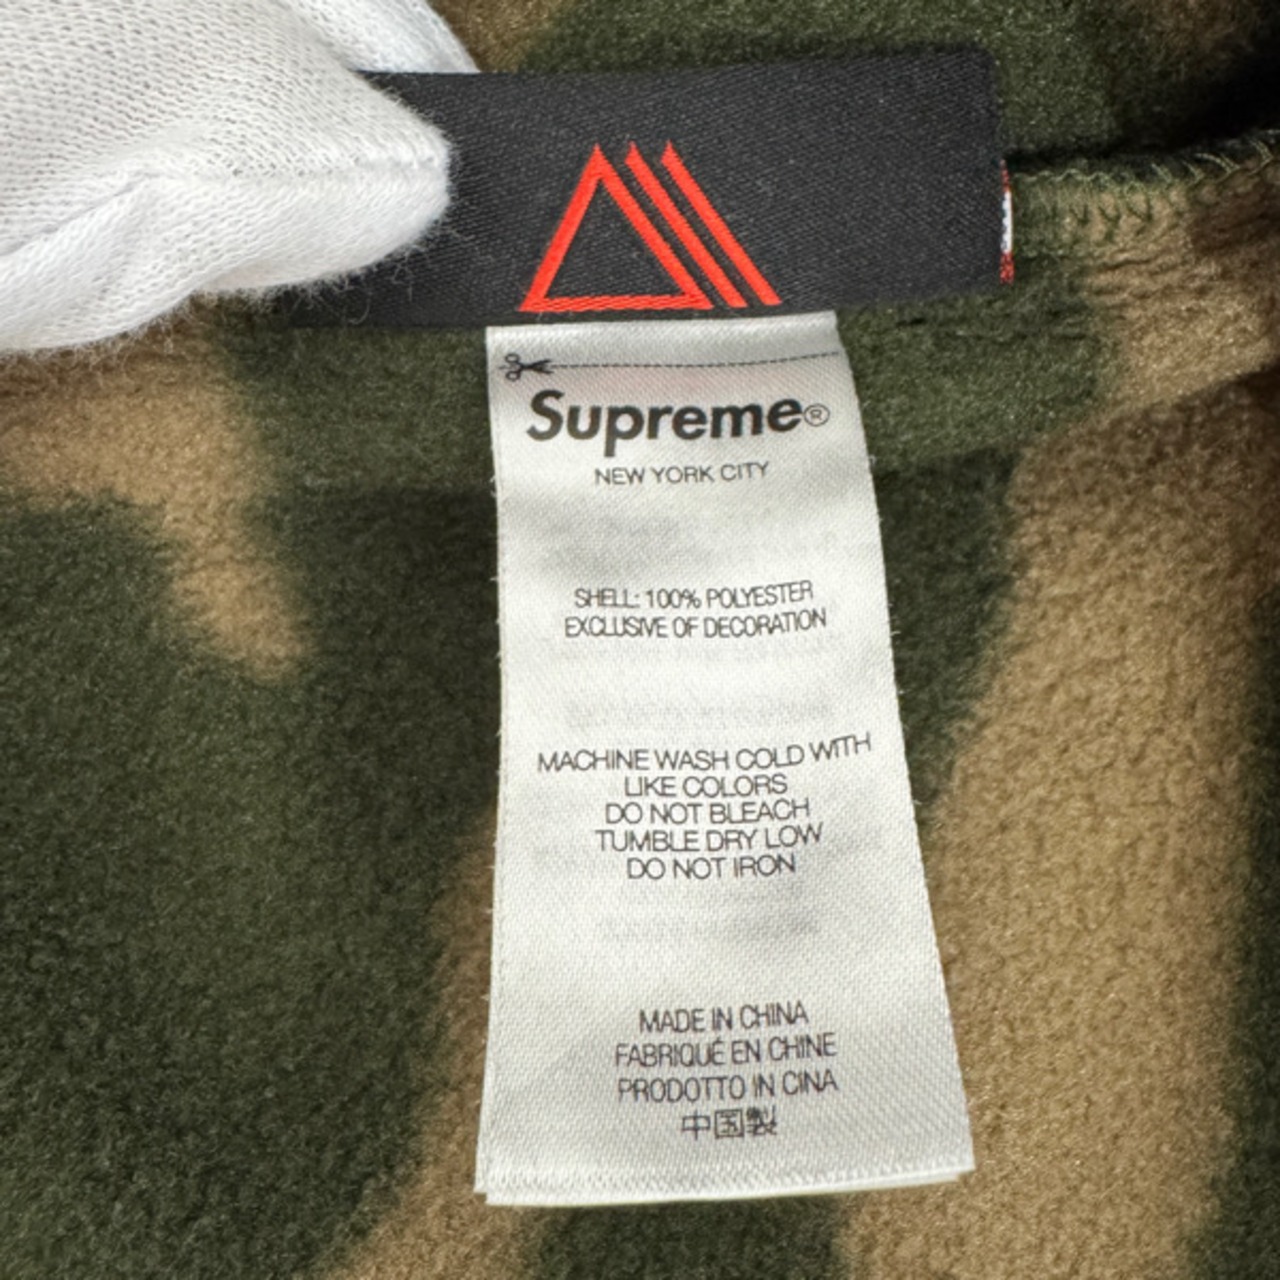 Supreme®
NEW YORK CITY
SHELL: 100% POLYESTER
EXCLUSIVE OF DECORATION
MACHINE WASH COLD WITH
LIKE COLORS
DO NOT BLEACH
TUMBLE DRY LOW
DO NOT IRON
MADE IN CHINA
FABRIQUÉ EN CHINE
PRODOTTO IN CINA
中国製